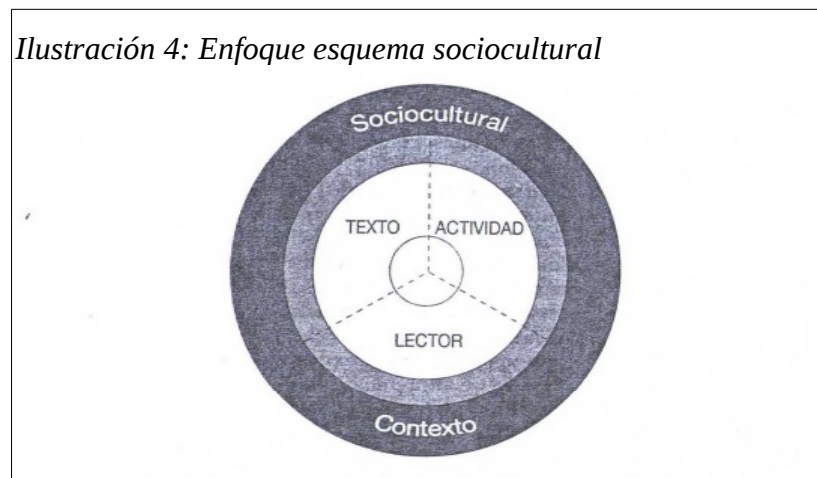 Ilustración 4: Enfoque esquema sociocultural
Sociocultural
TEXTO
ACTIVIDAD
LECTOR
Contexto